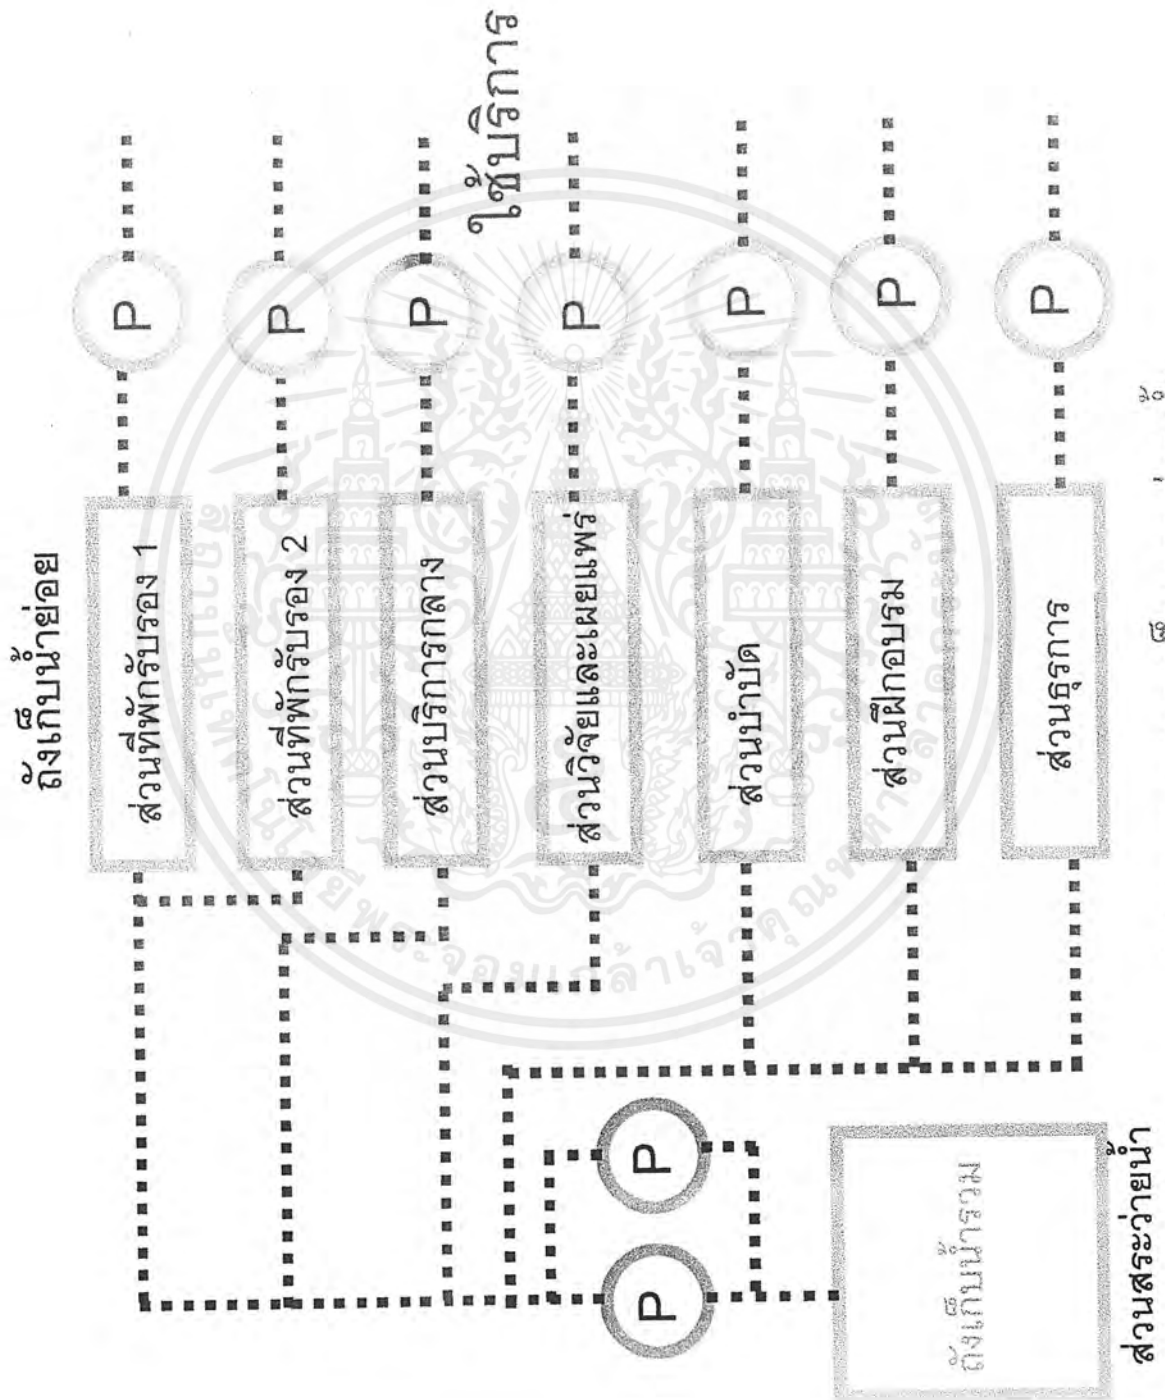 ถังเก็บน้ำย่อย
ส่วนที่พักรับรอง 1
P
ส่วนที่พักรับรอง 2
P
ส่วนบริการกลาง
P
ใช้บริการ
ส่วนวิจัยและเผยแพร่
P
ส่วนบำบัด
P
ส่วนฝึกอบรม
P
ส่วนธุรการ
P
P
P
ถังเก็บน้ำรวม
ส่วนสระว่ายน้ำ